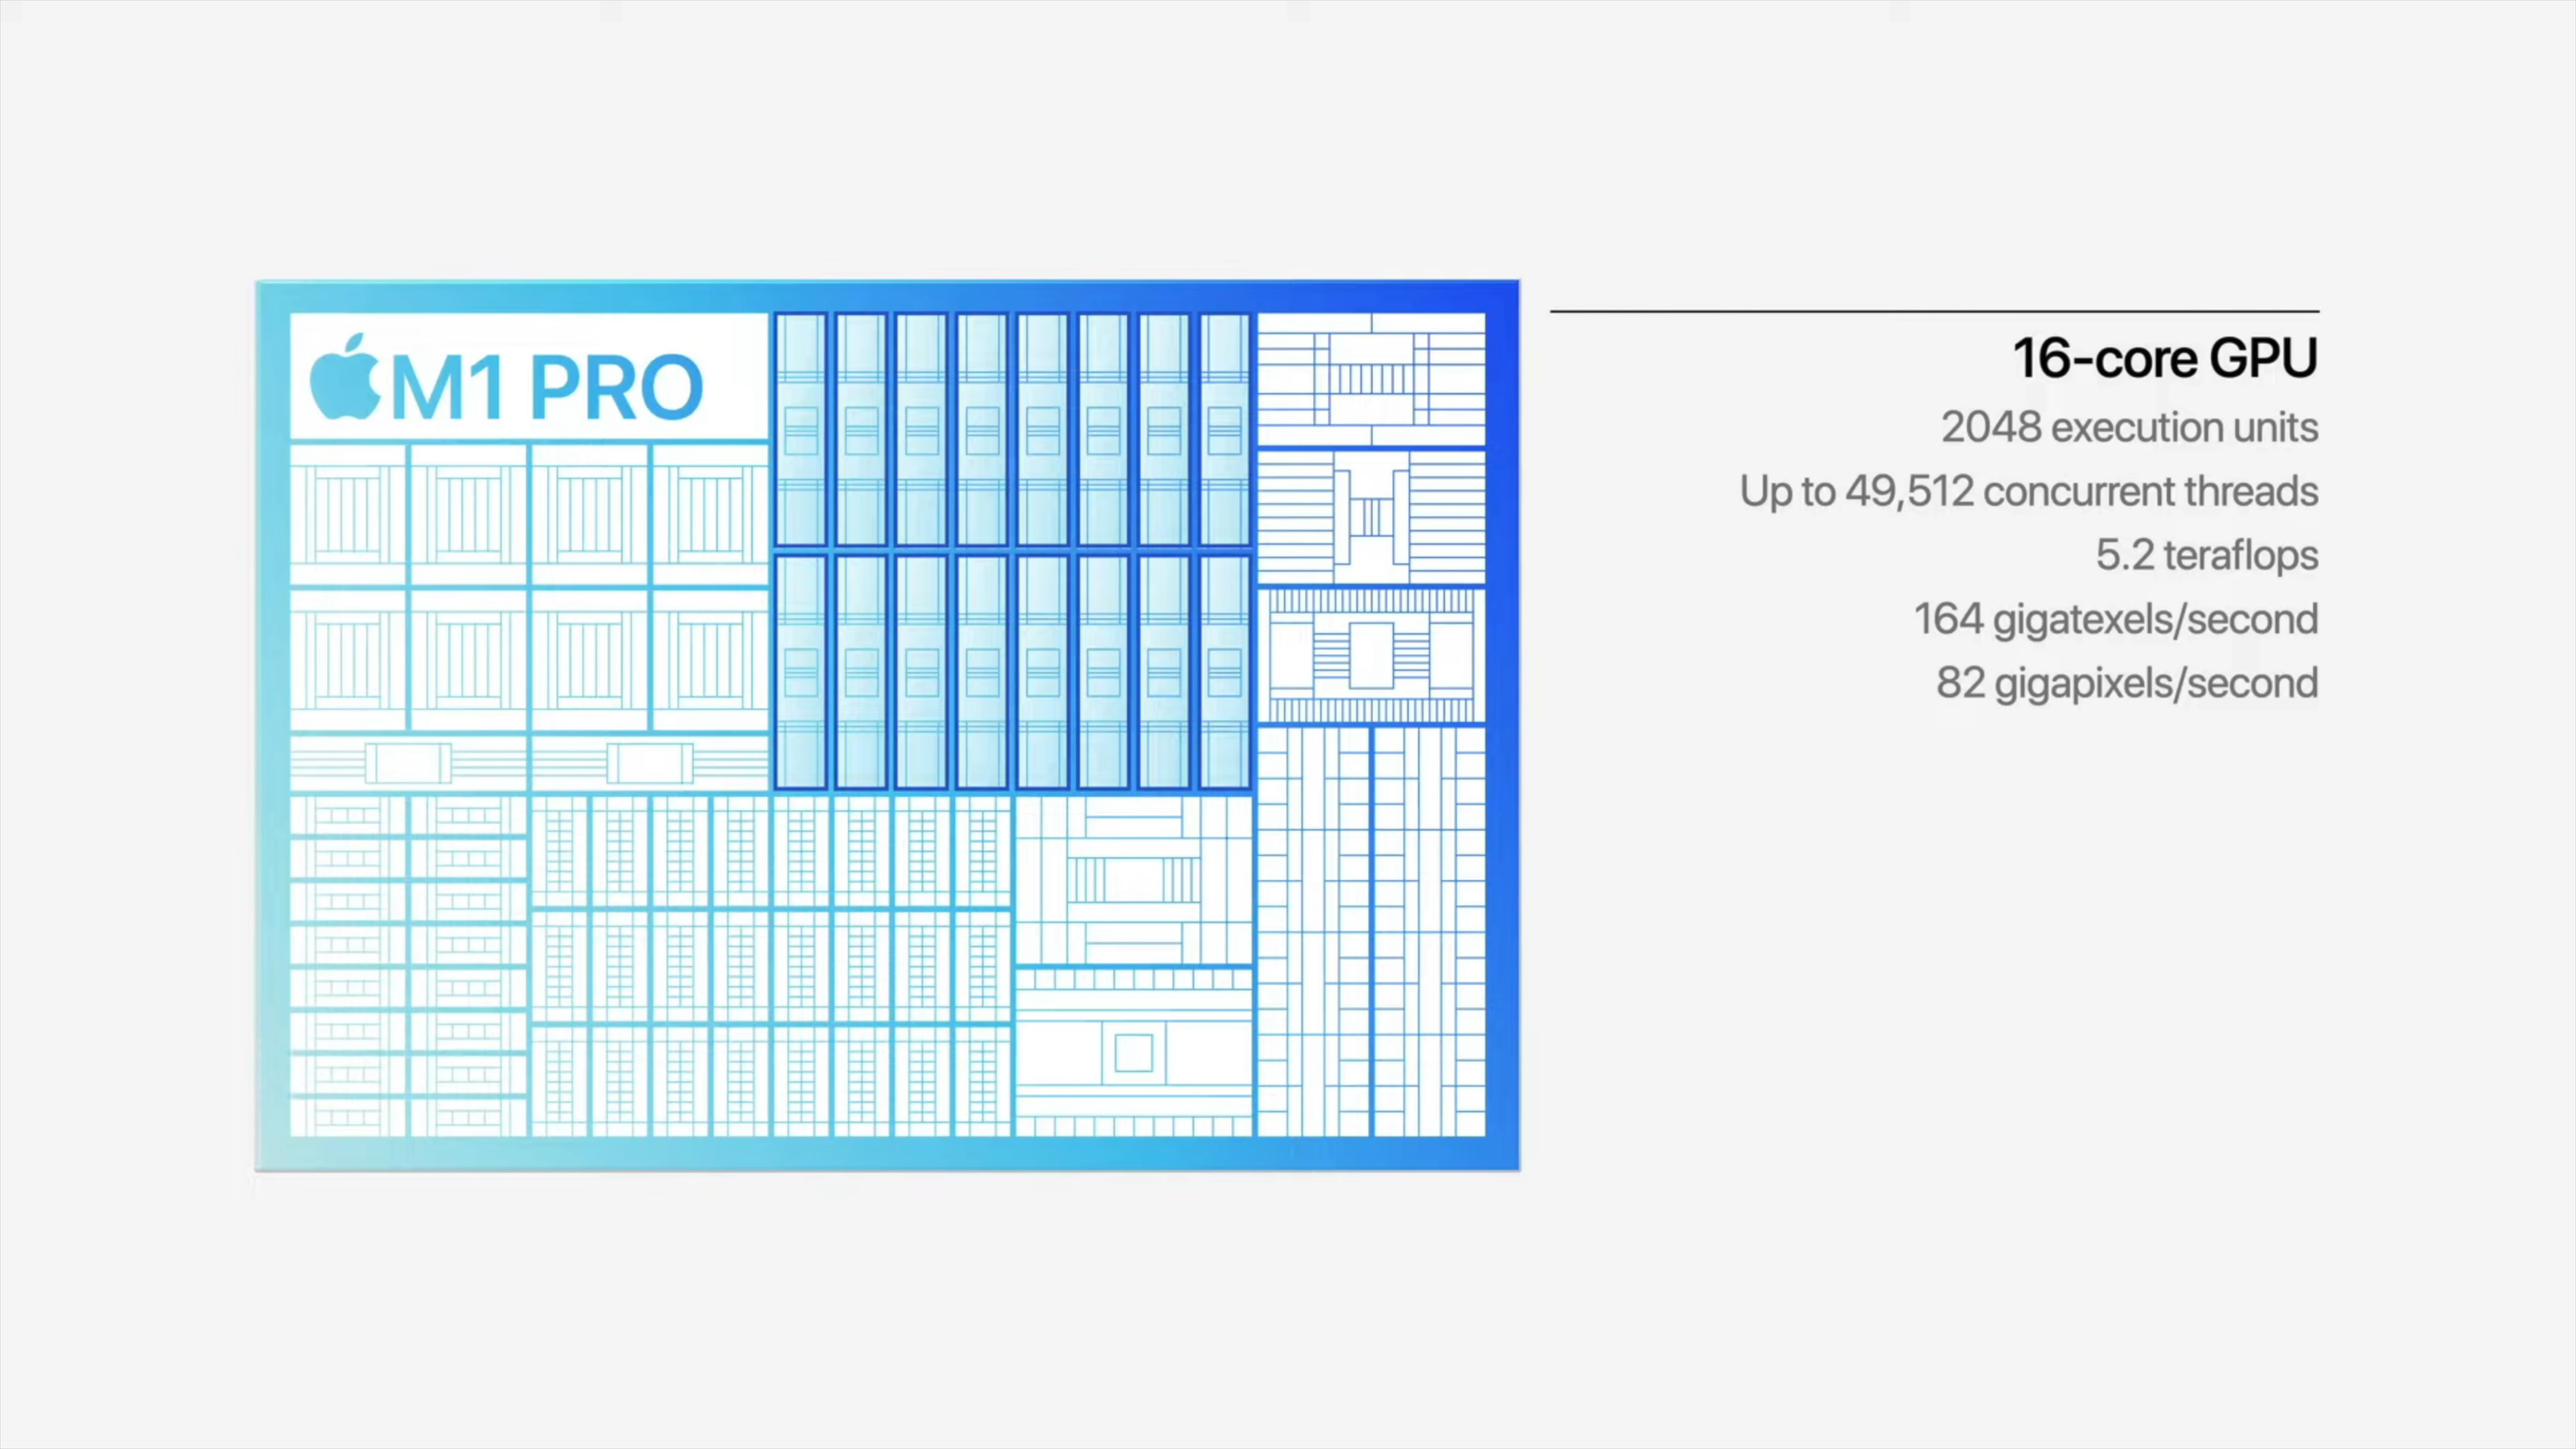 M1 PRO
16-core GPU
2048 execution units
Up to 49,512 concurrent threads
5.2 teraflops
164 gigatexels/second
82 gigapixels/second